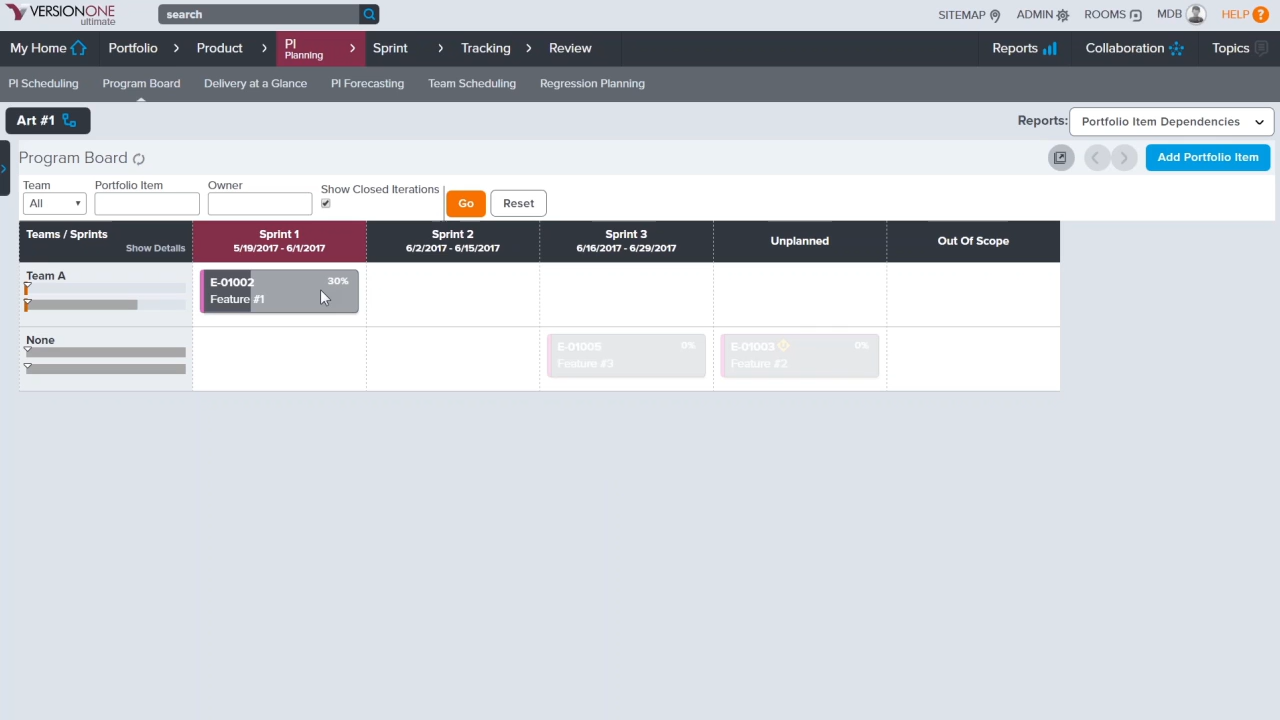 VERSIONONE
ultimate
search
SITEMAP
ADMIN
ROOMS
MDB
HELP ?
My Home
Portfolio
Product
PI
Planning
Sprint
Tracking
Review
Reports
Collaboration
Topics
PI Scheduling
Program Board
Delivery at a Glance
PI Forecasting
Team Scheduling
Regression Planning
Art #1
Reports:
Portfolio Item Dependencies
Program Board
Add Portfolio Item
Team
Portfolio Item
Owner
Show Closed Iterations
All
Go
Reset
Teams / Sprints
Show Details
Sprint 1
5/19/2017 - 6/1/2017
Sprint 2
6/2/2017 - 6/15/2017
Sprint 3
6/16/2017 - 6/29/2017
Unplanned
Out Of Scope
Team A
E-01002
30%
Feature #1
None
E-01005
0%
Feature #3
E-01003
0%
Feature #2